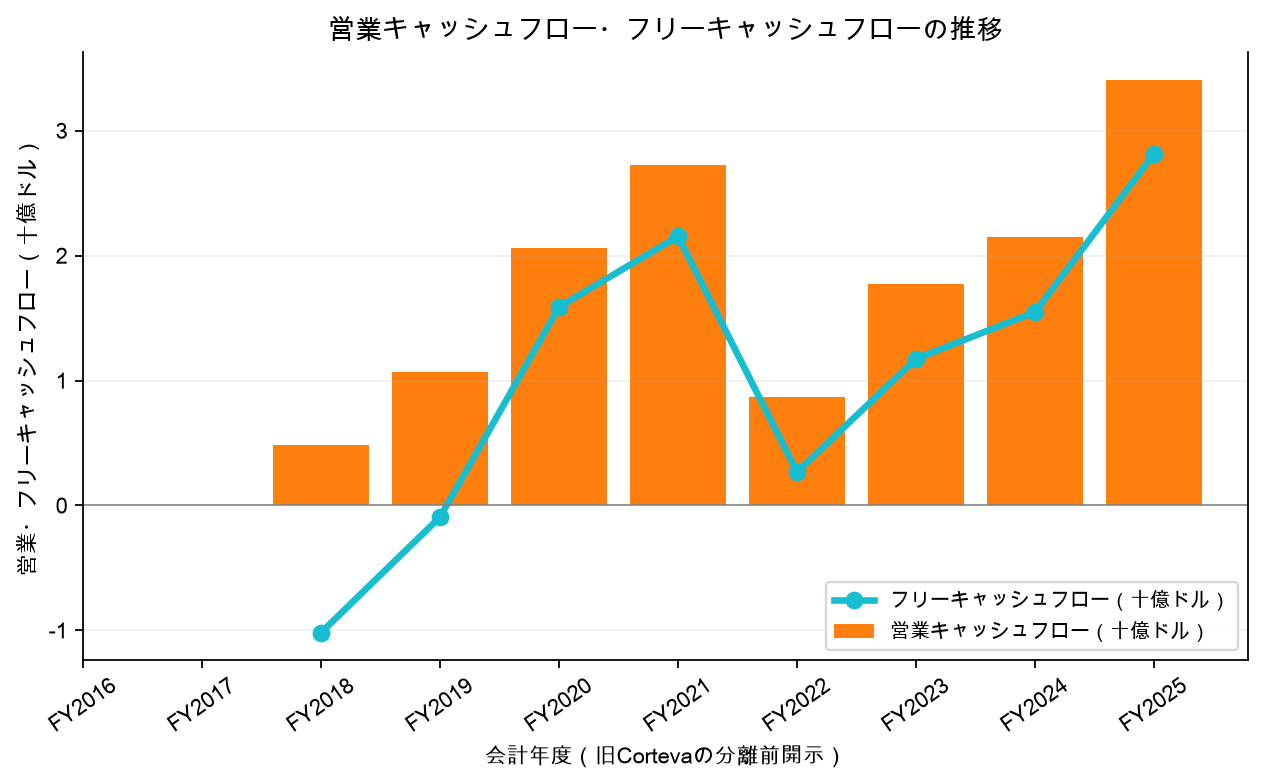 営業キャッシュフロー・フリーキャッシュフローの推移
営業・フリーキャッシュフロー（十億ドル）
3
2
1
0
-1
FY2016
FY2017
FY2018
FY2019
FY2020
FY2021
FY2022
FY2023
FY2024
FY2025
フリーキャッシュフロー（十億ドル）
営業キャッシュフロー（十億ドル）
会計年度（旧Cortevaの分離前開示）